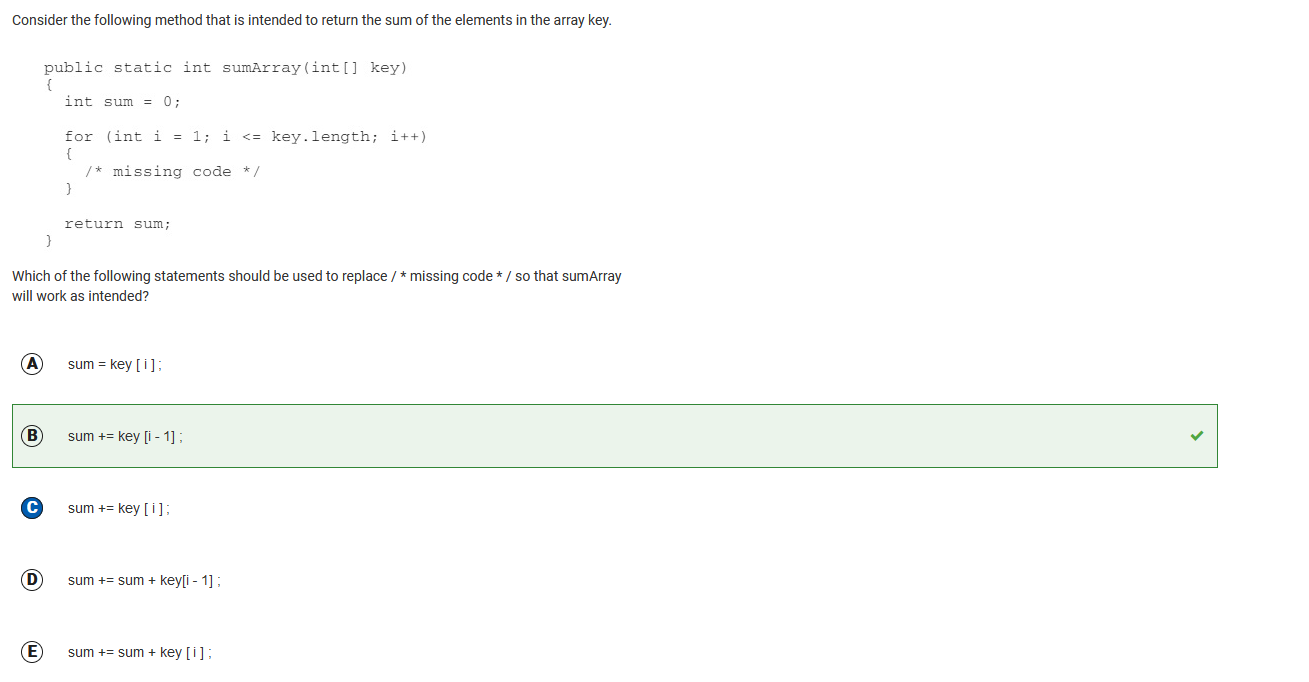 Consider the following method that is intended to return the sum of the elements in the array key.
public static int sumArray(int[] key)
{
int sum = 0;
for (int i = 1; i <= key.length; i++)
{
/* missing code */
}
return sum;
}
Which of the following statements should be used to replace / * missing code * / so that sumArray
will work as intended?
A sum = key [ i ] ;
B sum += key [i - 1] ;
C sum += key [ i ] ;
D sum += sum + key[i - 1] ;
E sum += sum + key [ i ] ;